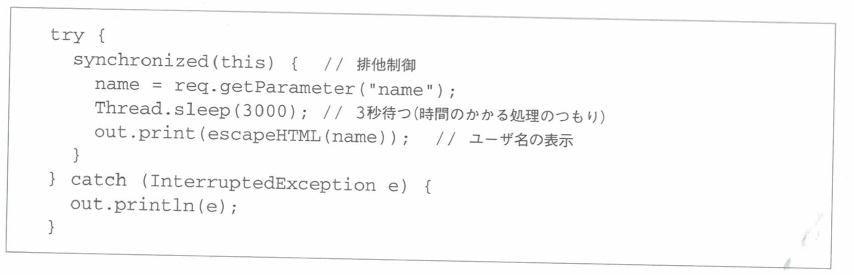 try {
  synchronized(this) {  // 排他制御
    name = req.getParameter("name");
    Thread.sleep(3000); // 3秒待つ(時間のかかる処理のつもり)
    out.print(escapeHTML(name));  // ユーザ名の表示
  }
} catch (InterruptedException e) {
  out.println(e);
}